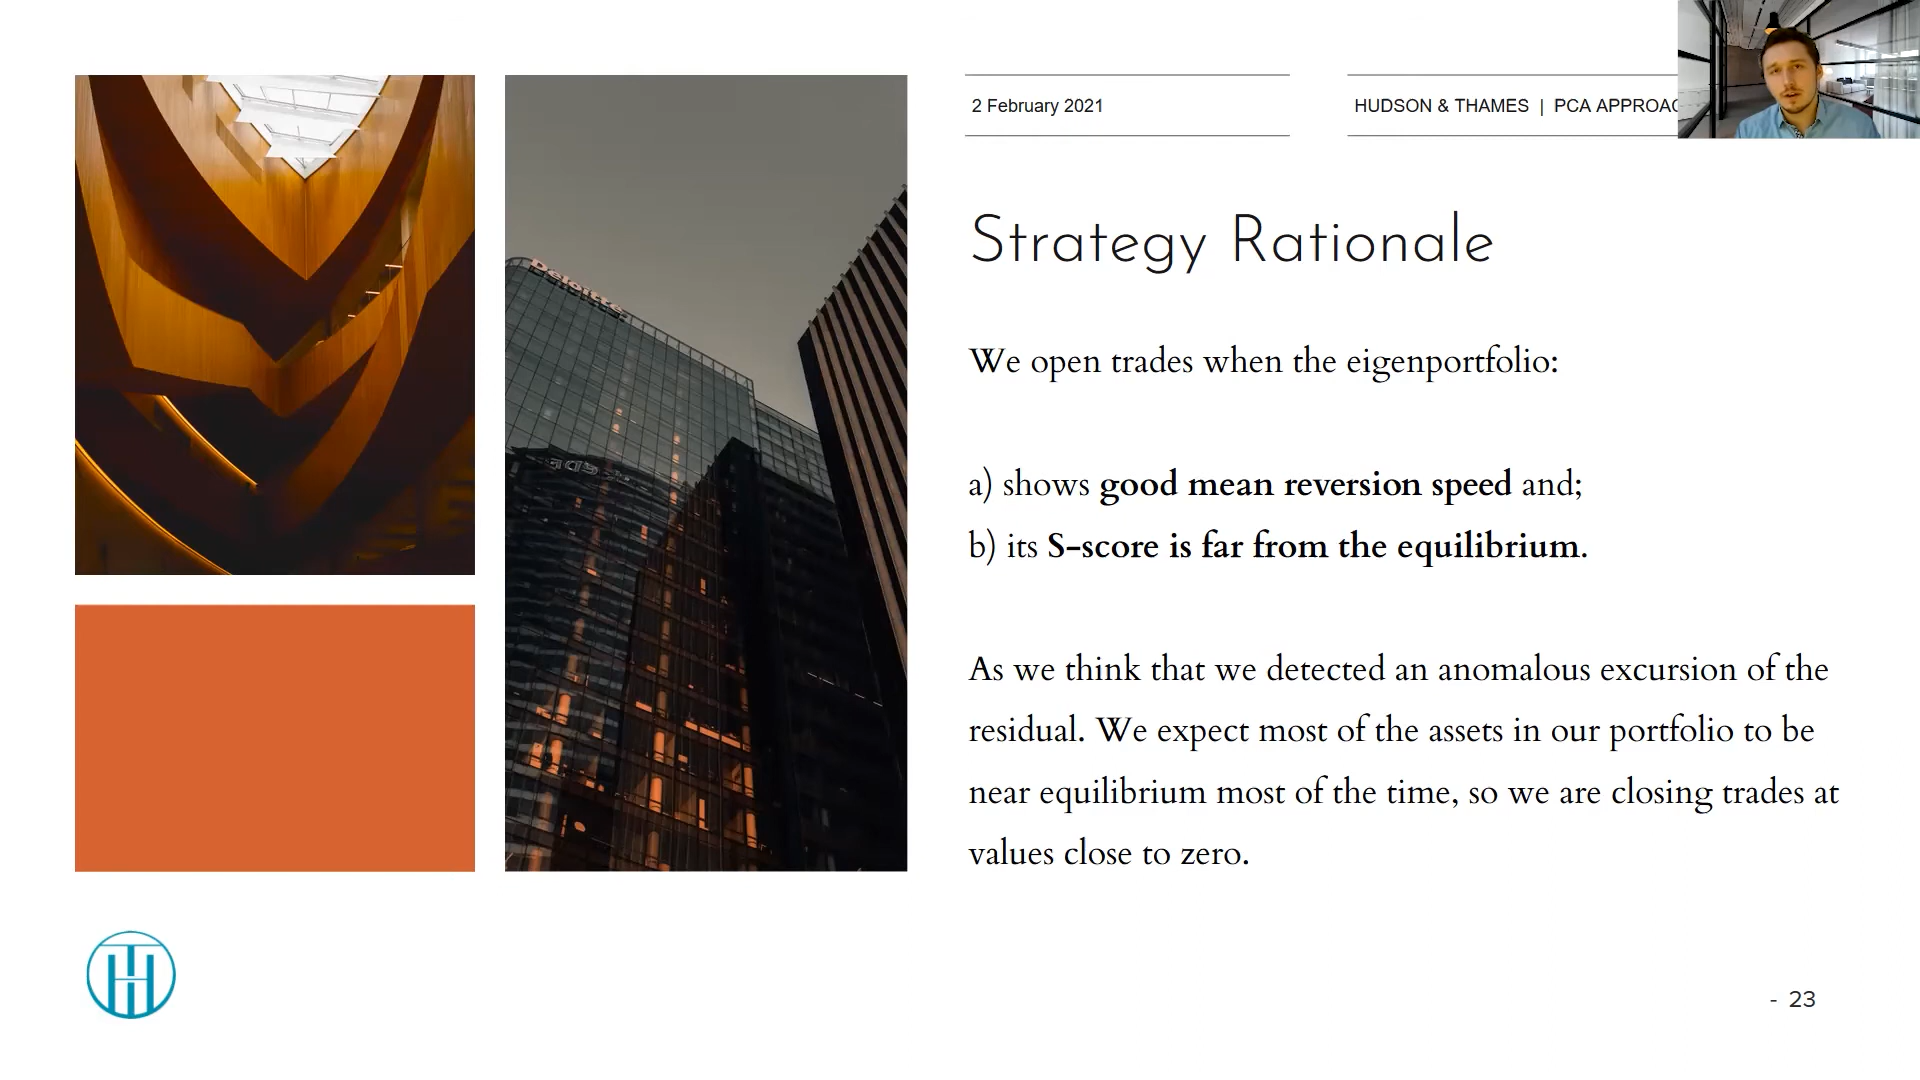 2 February 2021
HUDSON & THAMES | PCA APPROAC
Strategy Rationale
Deloitte
We open trades when the eigenportfolio:
a) shows good mean reversion speed and;
b) its S-score is far from the equilibrium.
As we think that we detected an anomalous excursion of the
residual. We expect most of the assets in our portfolio to be
near equilibrium most of the time, so we are closing trades at
values close to zero.
- 23